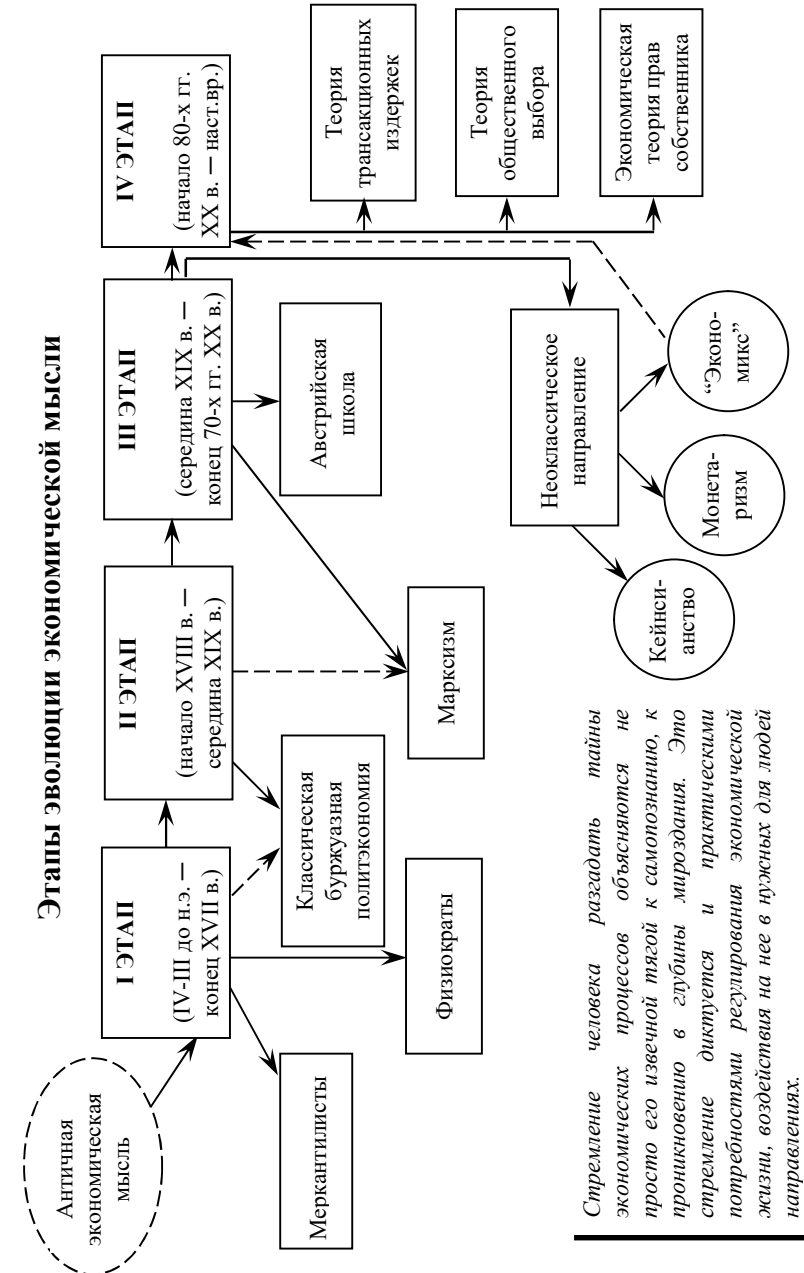 Этапы эволюции экономической мысли
Античная
экономическая
мысль
I ЭТАП
(IV-III до н.э. —
конец XVII в.)
II ЭТАП
(начало XVIII в. —
середина XIX в.)
III ЭТАП
(середина XIX в. —
конец 70-х гг. XX в.)
IV ЭТАП
(начало 80-х гг.
XX в. — наст.вр.)
Меркантилисты
Физиократы
Классическая
буржуазная
политэкономия
Марксизм
Австрийская
школа
Неоклассическое
направление
Кейнси-
анство
Монета-
ризм
“Эконо-
микс”
Теория
трансакционных
издержек
Теория
общественного
выбора
Экономическая
теория прав
собственника
Стремление человека разгадать тайны
экономических процессов объясняются не
просто его извечной тягой к самопознанию, к
проникновению в глубины мироздания. Это
стремление диктуется и практическими
потребностями регулирования экономической
жизни, воздействия на нее в нужных для людей
направлениях.